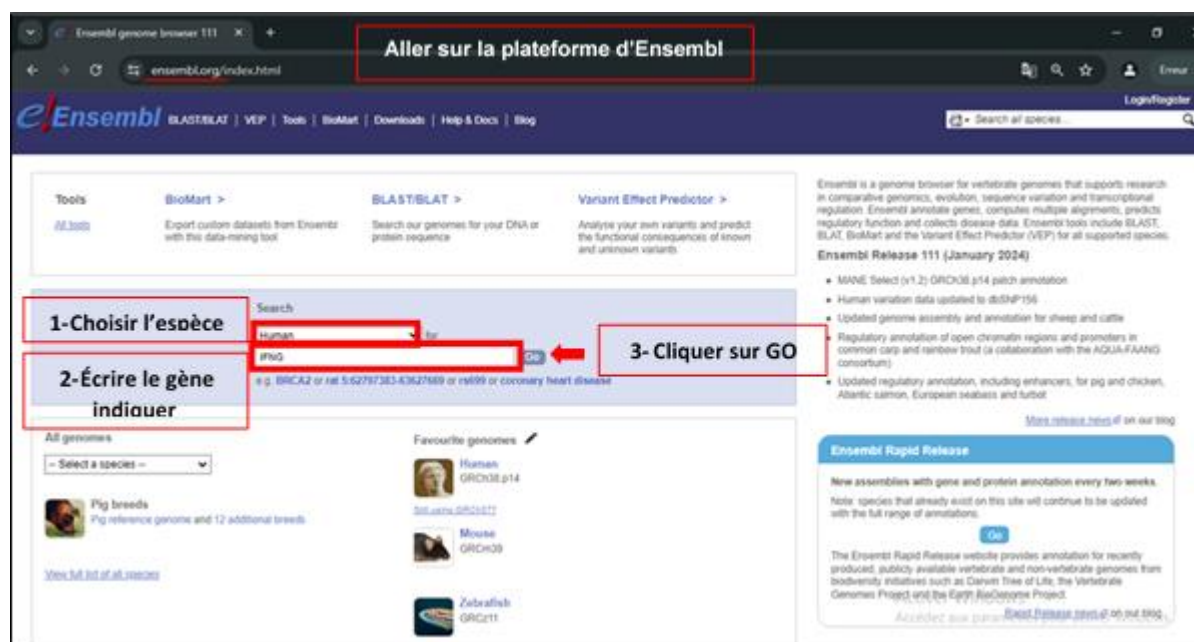 Ensembl genome browser 111
Aller sur la plateforme d'Ensembl
ensembl.org/index.html
Erreur
Login/Register
e!Ensembl BLAST/BLAT | VEP | Tools | BioMart | Downloads | Help & Docs | Blog
Search all species...
Tools
All tools
BioMart >
Export custom datasets from Ensembl
with this data-mining tool
BLAST/BLAT >
Search our genomes for your DNA or
protein sequence
Variant Effect Predictor >
Analyse your own variants and predict
the functional consequences of known
and unknown variants
Search
1-Choisir l'espèce
Human for
IFNG Go
3- Cliquer sur GO
2-Écrire le gène
indiquer
e.g. BRCA2 or rat 5:62797383-63627669 or rs699 or coronary heart disease
All genomes
-- Select a species --
Pig breeds
Pig reference genome and 12 additional breeds
View full list of all species
Favourite genomes
Human
GRCh38.p14
Still using GRCh37?
Mouse
GRCm39
Zebrafish
GRCz11
Ensembl is a genome browser for vertebrate genomes that supports research
in comparative genomics, evolution, sequence variation and transcriptional
regulation. Ensembl annotate genes, computes multiple alignments, predicts
regulatory function and collects disease data. Ensembl tools include BLAST,
BLAT, BioMart and the Variant Effect Predictor (VEP) for all supported species.
Ensembl Release 111 (January 2024)
MANE Select (v1.2) GRCh38.p14 patch annotation
Human variation data updated to dbSNP156
Updated genome assembly and annotation for sheep and cattle
Regulatory annotation of open chromatin regions and promoters in
common carp and rainbow trout (a collaboration with the AQUA-FAANG
consortium)
Updated regulatory annotation, including enhancers, for pig and chicken,
Atlantic salmon, European seabass and turbot
More release news on our blog
Ensembl Rapid Release
New assemblies with gene and protein annotation every two weeks.
Note: species that already exist on this site will continue to be updated
with the full range of annotations.
Go
The Ensembl Rapid Release website provides annotation for recently
produced, publicly available vertebrate and non-vertebrate genomes from
biodiversity initiatives such as Darwin Tree of Life, the Vertebrate
Genomes Project and the Earth BioGenome Project.
Rapid Release news on our blog